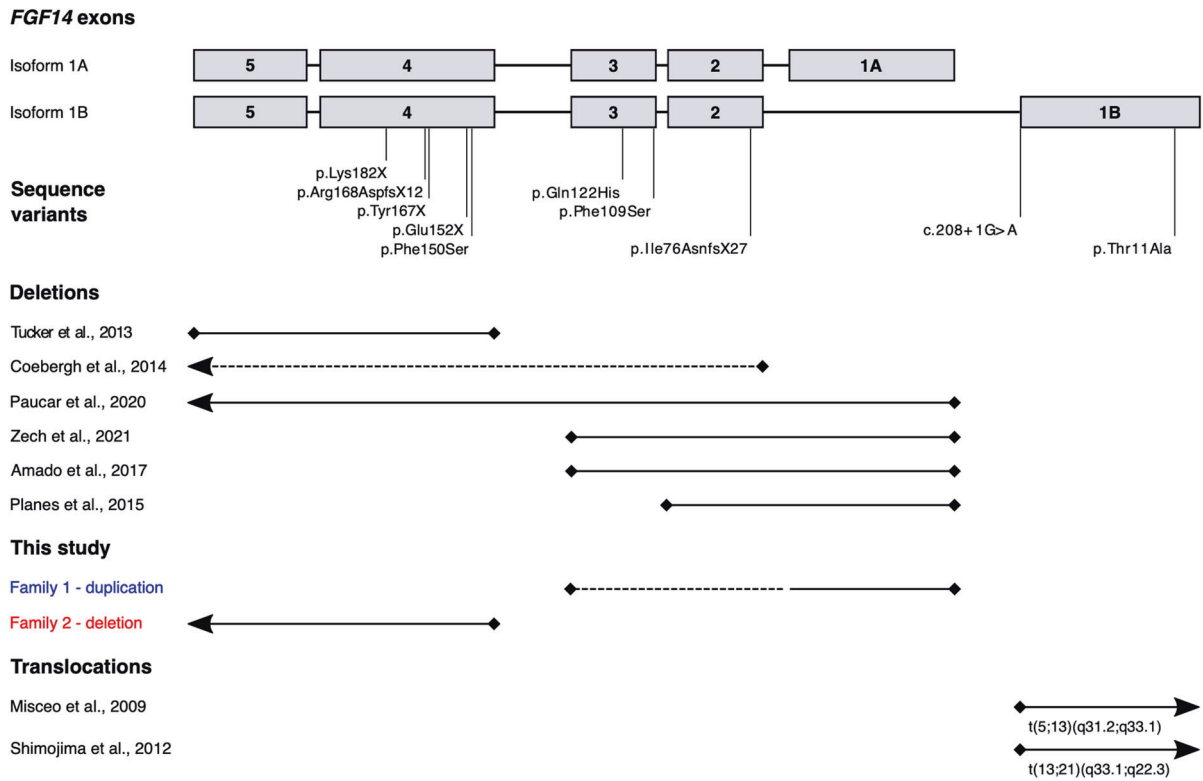 FGF14 exons
Isoform 1A
5 4 3 2 1A
Isoform 1B
5 4 3 2 1B
Sequence
variants
p.Lys182X
p.Arg168AspfsX12
p.Tyr167X
p.Glu152X
p.Phe150Ser
p.Gln122His
p.Phe109Ser
p.Ile76AsnfsX27
c.208+1G>A
p.Thr11Ala
Deletions
Tucker et al., 2013
Coebergh et al., 2014
Paucar et al., 2020
Zech et al., 2021
Amado et al., 2017
Planes et al., 2015
This study
Family 1 - duplication
Family 2 - deletion
Translocations
Misceo et al., 2009
t(5;13)(q31.2;q33.1)
Shimojima et al., 2012
t(13;21)(q33.1;q22.3)